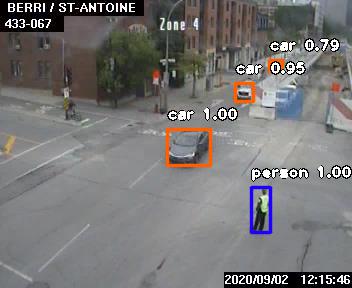 BERRI / ST-ANTOINE
433-067
Zone 4
car 0.79
car 0.95
car 1.00
person 1.00
2020/09/02 12:15:46